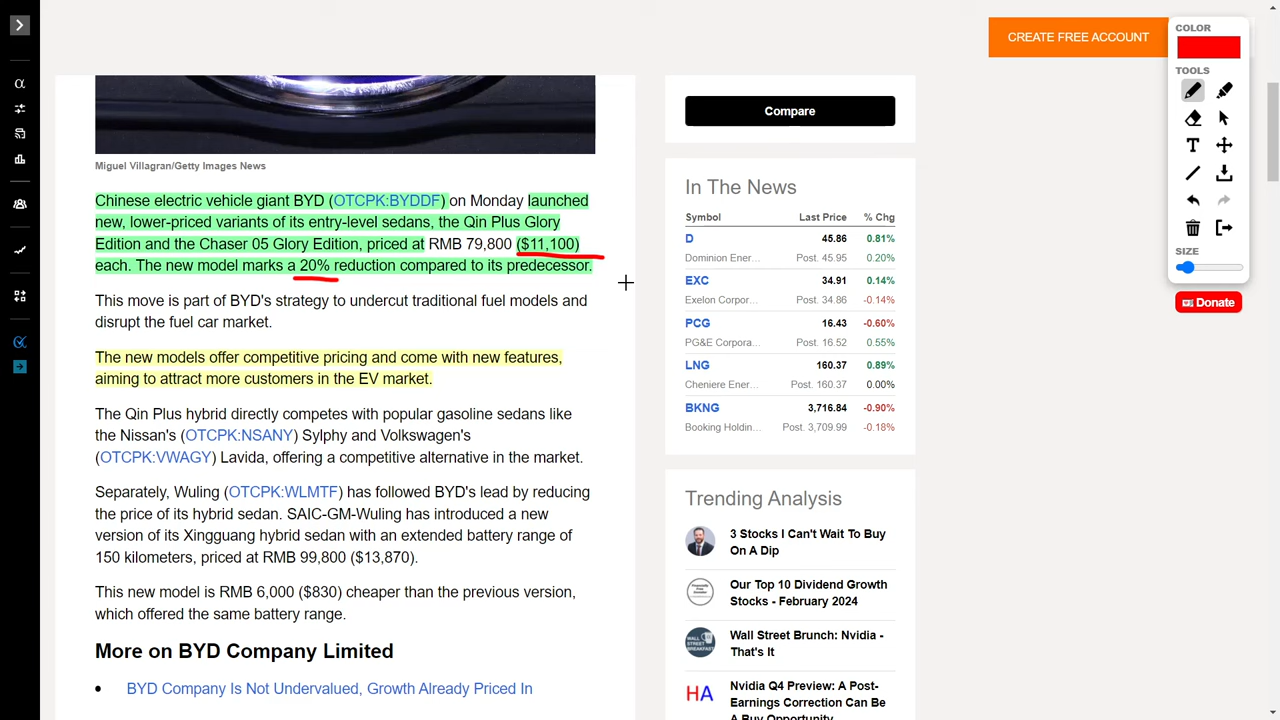 CREATE FREE ACCOUNT
COLOR
TOOLS
T
SIZE
Donate
α
Miguel Villagran/Getty Images News
Chinese electric vehicle giant BYD (OTCPK:BYDDF) on Monday launched
new, lower-priced variants of its entry-level sedans, the Qin Plus Glory
Edition and the Chaser 05 Glory Edition, priced at RMB 79,800 ($11,100)
each. The new model marks a 20% reduction compared to its predecessor.
This move is part of BYD's strategy to undercut traditional fuel models and
disrupt the fuel car market.
The new models offer competitive pricing and come with new features,
aiming to attract more customers in the EV market.
The Qin Plus hybrid directly competes with popular gasoline sedans like
the Nissan's (OTCPK:NSANY) Sylphy and Volkswagen's
(OTCPK:VWAGY) Lavida, offering a competitive alternative in the market.
Separately, Wuling (OTCPK:WLMTF) has followed BYD's lead by reducing
the price of its hybrid sedan. SAIC-GM-Wuling has introduced a new
version of its Xingguang hybrid sedan with an extended battery range of
150 kilometers, priced at RMB 99,800 ($13,870).
This new model is RMB 6,000 ($830) cheaper than the previous version,
which offered the same battery range.
More on BYD Company Limited
• BYD Company Is Not Undervalued, Growth Already Priced In
Compare
In The News
Symbol Last Price % Chg
D 45.86 0.81%
Dominion Ener... Post. 45.95 0.20%
EXC 34.91 0.14%
Exelon Corpor... Post. 34.86 -0.14%
PCG 16.43 -0.60%
PG&E Corpora... Post. 16.52 0.55%
LNG 160.37 0.89%
Cheniere Ener... Post. 160.37 0.00%
BKNG 3,716.84 -0.90%
Booking Holdin... Post. 3,709.99 -0.18%
Trending Analysis
3 Stocks I Can't Wait To Buy
On A Dip
Our Top 10 Dividend Growth
Stocks - February 2024
WALL STREET BREAKFAST
Wall Street Brunch: Nvidia -
That's It
HA
Nvidia Q4 Preview: A Post-
Earnings Correction Can Be
A Buy Opportunity